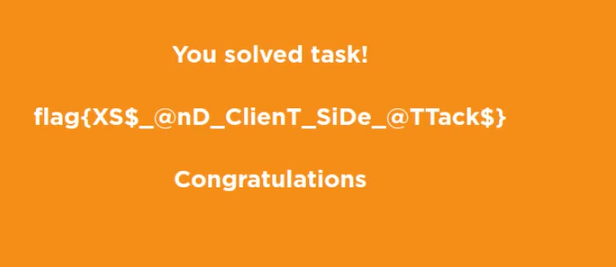 You solved task!
flag{XS$_@nD_ClienT_SiDe_@TTack$}
Congratulations